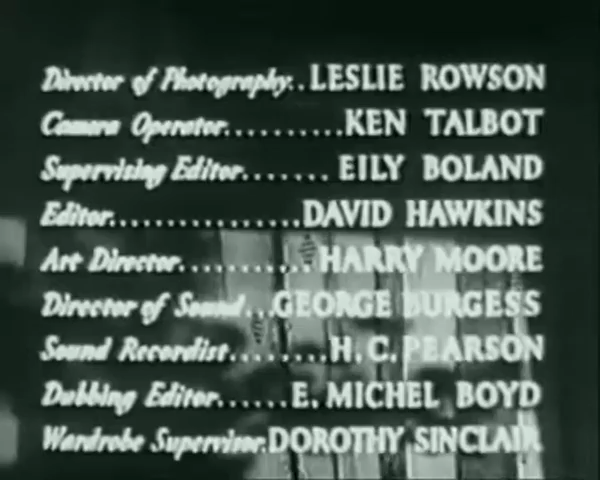 Director of Photography..LESLIE ROWSON
Camera Operator..........KEN TALBOT
Supervising Editor.......EILY BOLAND
Editor................DAVID HAWKINS
Art Director...........HARRY MOORE
Director of Sound...GEORGE BURGESS
Sound Recordist........H.C.PEARSON
Dubbing Editor......E. MICHEL BOYD
Wardrobe Supervisor.DOROTHY SINCLAIR